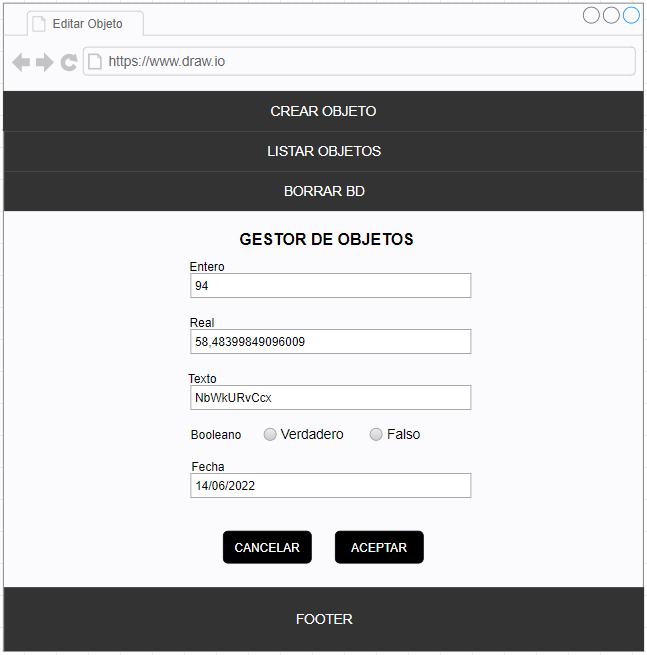 Editar Objeto
https://www.draw.io
CREAR OBJETO
LISTAR OBJETOS
BORRAR BD
GESTOR DE OBJETOS
Entero
94
Real
58,48399849096009
Texto
NbWkURvCcx
Booleano Verdadero Falso
Fecha
14/06/2022
CANCELAR ACEPTAR
FOOTER